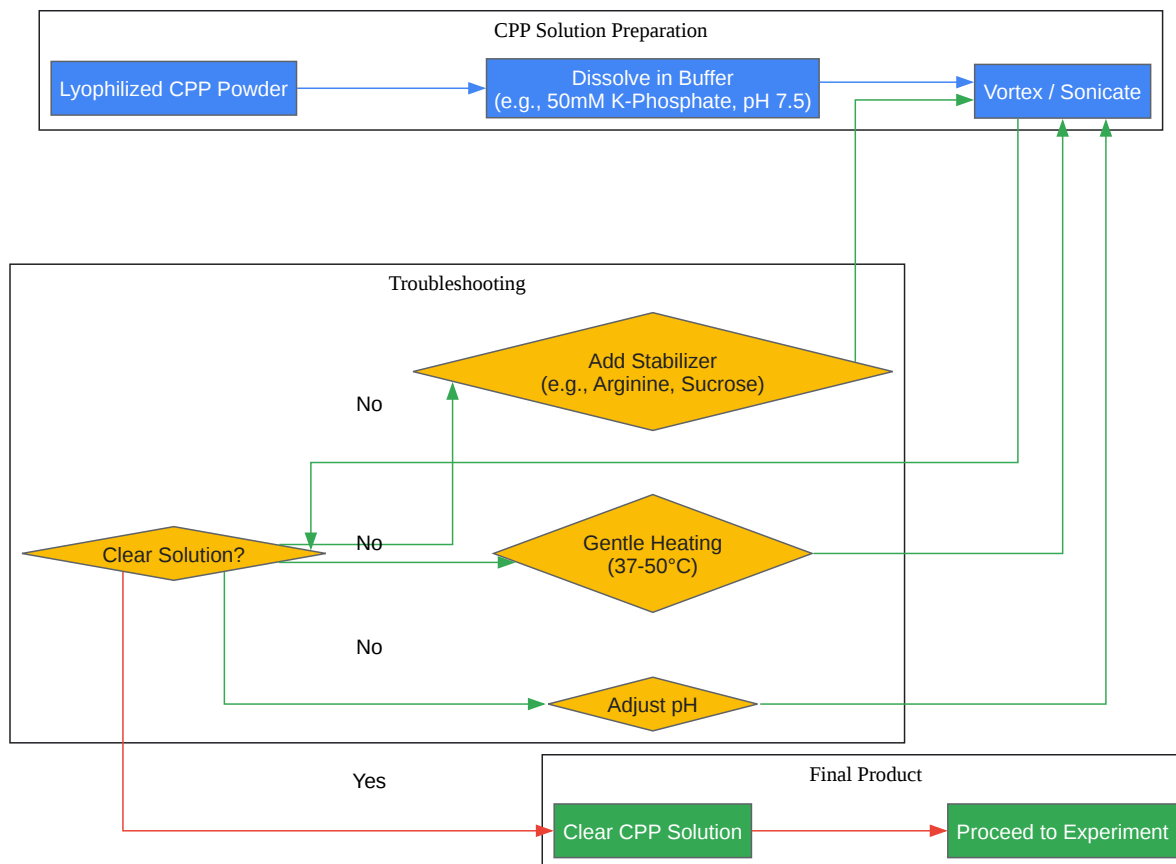 CPP Solution Preparation
Lyophilized CPP Powder
Dissolve in Buffer
(e.g., 50mM K-Phosphate, pH 7.5)
Vortex / Sonicate
Troubleshooting
Add Stabilizer
(e.g., Arginine, Sucrose)
No
Clear Solution?
No
Gentle Heating
(37-50°C)
No
Adjust pH
Yes
Final Product
Clear CPP Solution
Proceed to Experiment